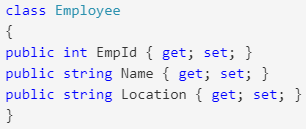 class Employee
{
public int EmpId { get; set; }
public string Name { get; set; }
public string Location { get; set; }
}